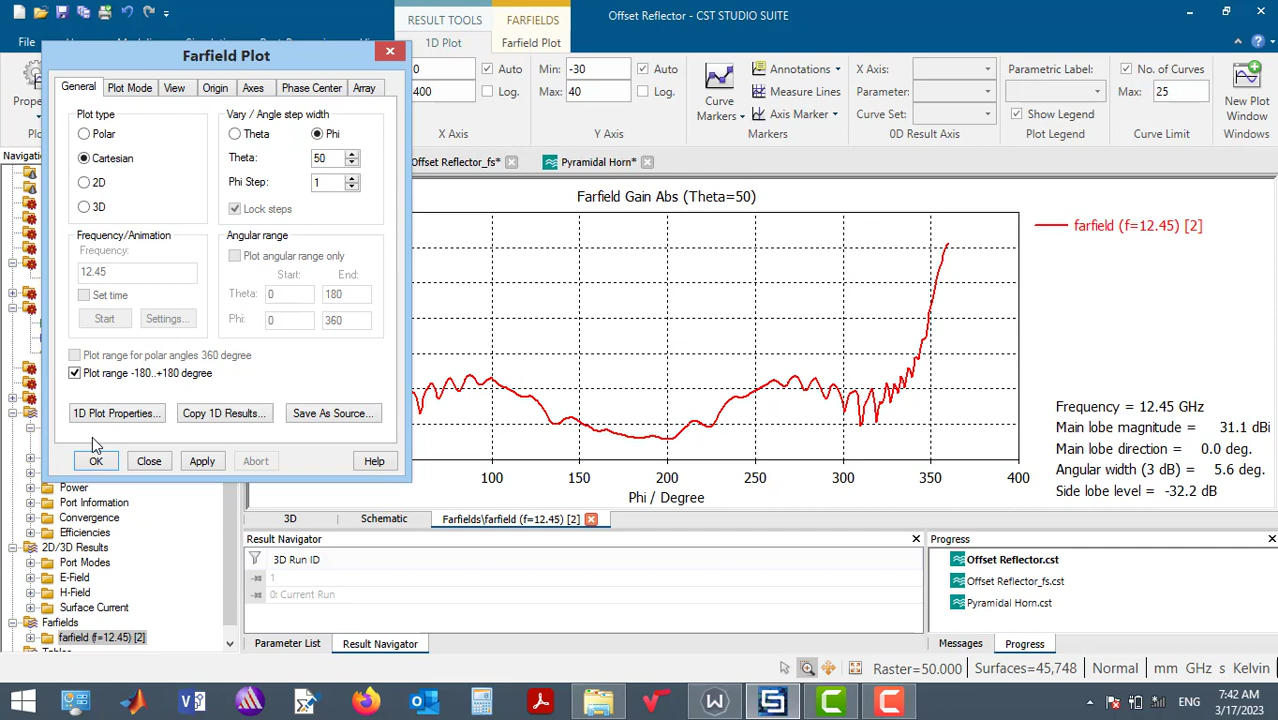 RESULT TOOLS
FARFIELDS
Offset Reflector - CST STUDIO SUITE
File
1D Plot
Farfield Plot
Farfield Plot
General
Plot Mode
View
Origin
Axes
Phase Center
Array
Plot type
Polar
Cartesian
2D
3D
Vary / Angle step width
Theta
Phi
Theta:
50
Phi Step:
1
Lock steps
Frequency/Animation
Frequency:
12.45
Set time
Start
Settings...
Angular range
Plot angular range only
Start:
End:
Theta:
0
180
Phi:
0
360
Plot range for polar angles 360 degree
Plot range -180..+180 degree
1D Plot Properties...
Copy 1D Results...
Save As Source...
OK
Close
Apply
Abort
Help
0
Auto
400
Log.
X Axis
Min:
-30
Auto
Max:
40
Log.
Y Axis
Curve
Markers
Annotations
Measure Lines
Axis Marker
Markers
X Axis:
Parameter:
Curve Set:
0D Result Axis
Parametric Label:
Show Legend
Plot Legend
No. of Curves
Max:
25
Curve Limit
New Plot
Window
Windows
Offset Reflector_fs*
Pyramidal Horn*
Farfield Gain Abs (Theta=50)
farfield (f=12.45) [2]
100
150
200
250
300
350
400
Phi / Degree
Frequency = 12.45 GHz
Main lobe magnitude = 31.1 dBi
Main lobe direction = 0.0 deg.
Angular width (3 dB) = 5.6 deg.
Side lobe level = -32.2 dB
Power
Port Information
Convergence
Efficiencies
2D/3D Results
Port Modes
E-Field
H-Field
Surface Current
Farfields
farfield (f=12.45) [2]
3D
Schematic
Farfields\farfield (f=12.45) [2]
Result Navigator
3D Run ID
1
0: Current Run
Parameter List
Result Navigator
Progress
Offset Reflector.cst
Offset Reflector_fs.cst
Pyramidal Horn.cst
Messages
Progress
Raster=50.000
Surfaces=45,748
Normal
mm GHz s Kelvin
ENG
7:42 AM
3/17/2023